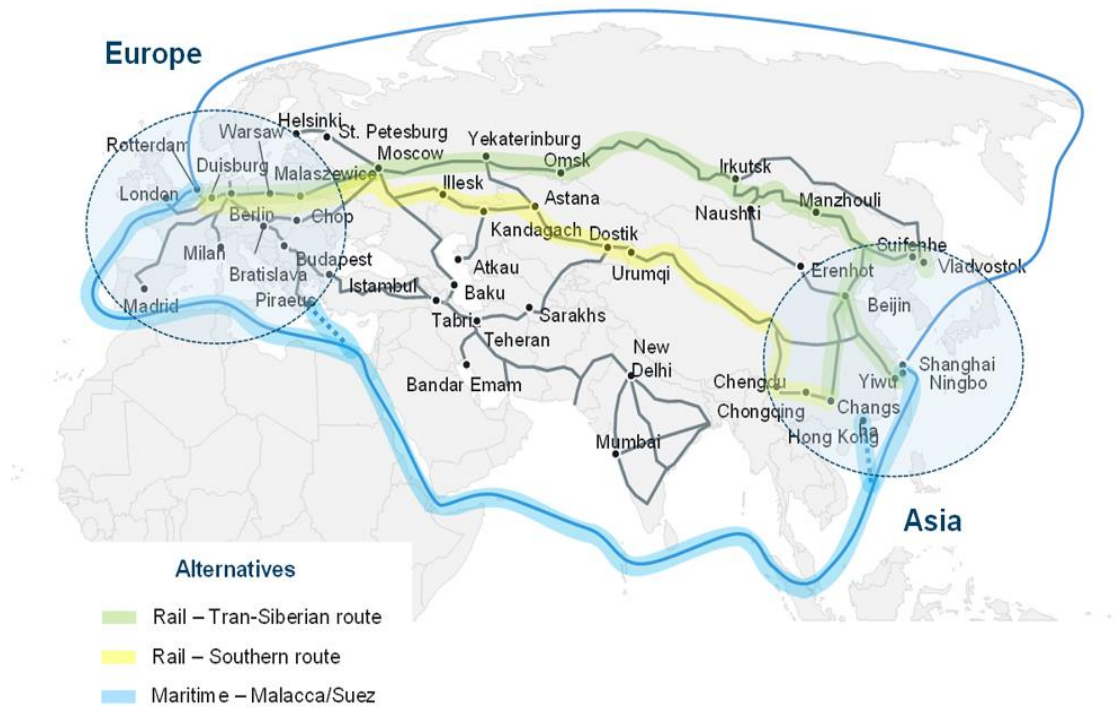 Europe
Helsinki
St. Petesburg
Warsaw
Rotterdam
Moscow
Yekaterinburg
Duisburg
Malaszewice
Omsk
Irkutsk
London
Illesk
Astana
Manzhouli
Naushki
Berlin
Chop
Kandagach
Dostik
Suifenhe
Milan
Budapest
Urumqi
Vladvostok
Atkau
Erenhot
Bratislava
Istambul
Baku
Beijin
Madrid
Piraeus
Tabri
Sarakhs
Teheran
New
Delhi
Shanghai
Bandar Emam
Chengdu
Yiwu
Ningbo
Chongqing
Changs
ha
Mumbai
Hong Kong
Asia
Alternatives
Rail – Tran-Siberian route
Rail – Southern route
Maritime – Malacca/Suez